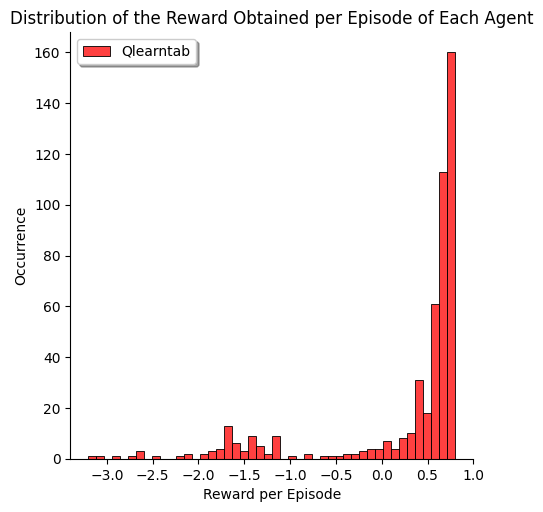 Distribution of the Reward Obtained per Episode of Each Agent
Qlearntab
160
140
120
100
80
60
40
20
0
Occurrence
−3.0 −2.5 −2.0 −1.5 −1.0 −0.5 0.0 0.5 1.0
Reward per Episode